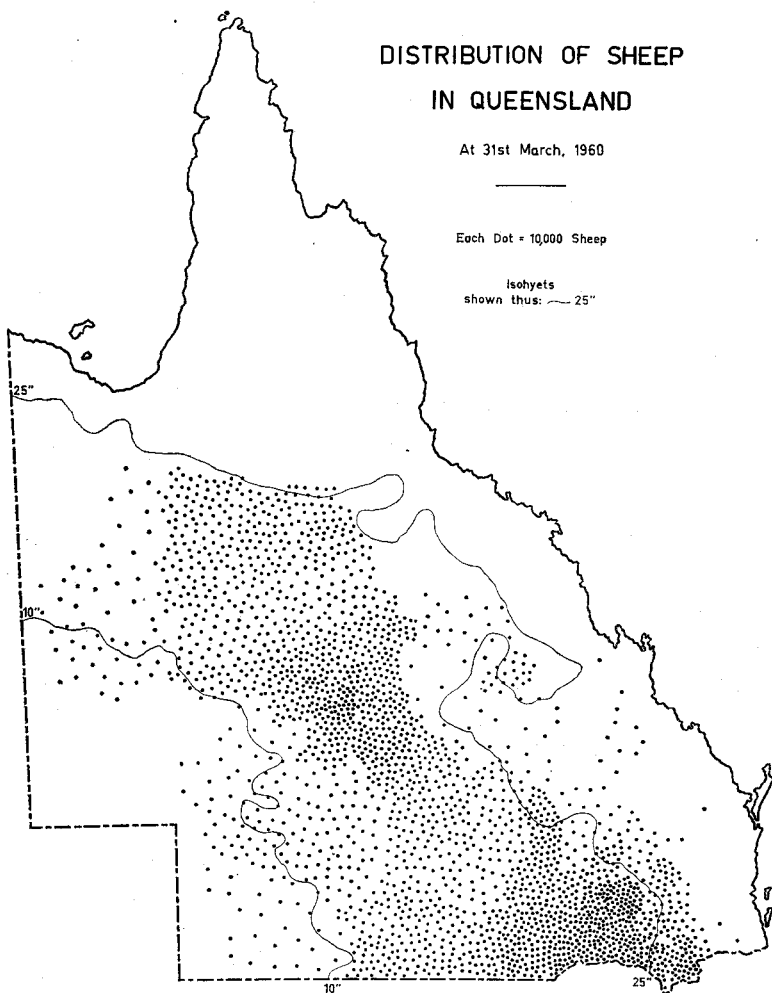 DISTRIBUTION OF SHEEP
IN QUEENSLAND
At 31st March, 1960
Each Dot = 10,000 Sheep
Isohyets
shown thus: 25"
25"
10"
10"
25"